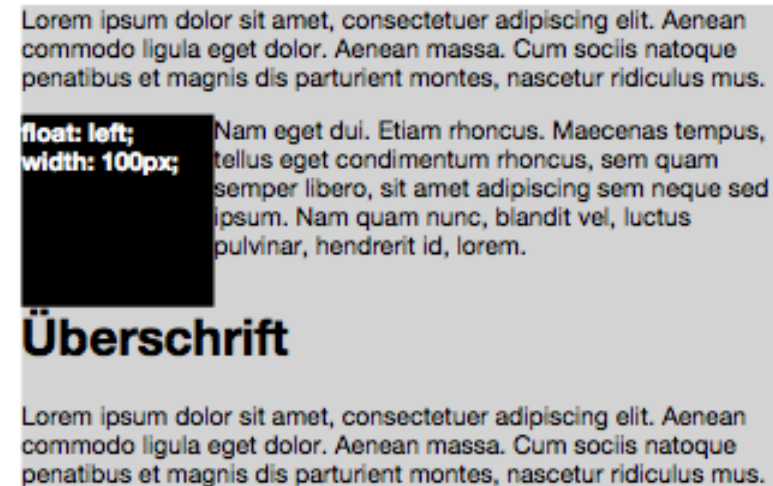 Lorem ipsum dolor sit amet, consectetuer adipiscing elit. Aenean
commodo ligula eget dolor. Aenean massa. Cum sociis natoque
penatibus et magnis dis parturient montes, nascetur ridiculus mus.
float: left;
width: 100px;
Nam eget dui. Etiam rhoncus. Maecenas tempus,
tellus eget condimentum rhoncus, sem quam
semper libero, sit amet adipiscing sem neque sed
ipsum. Nam quam nunc, blandit vel, luctus
pulvinar, hendrerit id, lorem.
Überschrift
Lorem ipsum dolor sit amet, consectetuer adipiscing elit. Aenean
commodo ligula eget dolor. Aenean massa. Cum sociis natoque
penatibus et magnis dis parturient montes, nascetur ridiculus mus.